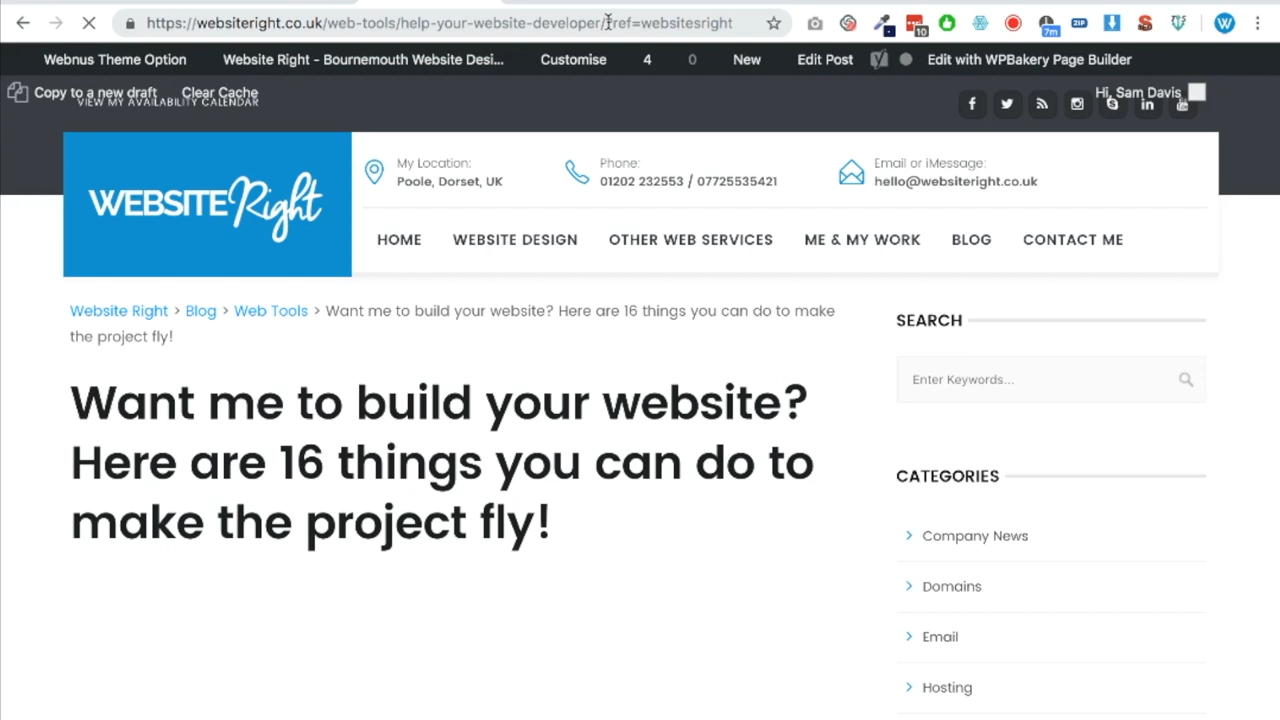 https://websiteright.co.uk/web-tools/help-your-website-developer/?ref=websitesright
10
7m
ZIP
W
Webnus Theme Option
Website Right - Bournemouth Website Desi...
Customise
4
0
New
Edit Post
Edit with WPBakery Page Builder
Copy to a new draft
Clear Cache
Hi, Sam Davis
VIEW MY AVAILABILITY CALENDAR
WEBSITE Right
My Location:
Poole, Dorset, UK
Phone:
01202 232553 / 07725535421
Email or iMessage:
hello@websiteright.co.uk
HOME
WEBSITE DESIGN
OTHER WEB SERVICES
ME & MY WORK
BLOG
CONTACT ME
Website Right > Blog > Web Tools > Want me to build your website? Here are 16 things you can do to make
the project fly!
Want me to build your website?
Here are 16 things you can do to
make the project fly!
SEARCH
Enter Keywords...
CATEGORIES
Company News
Domains
Email
Hosting